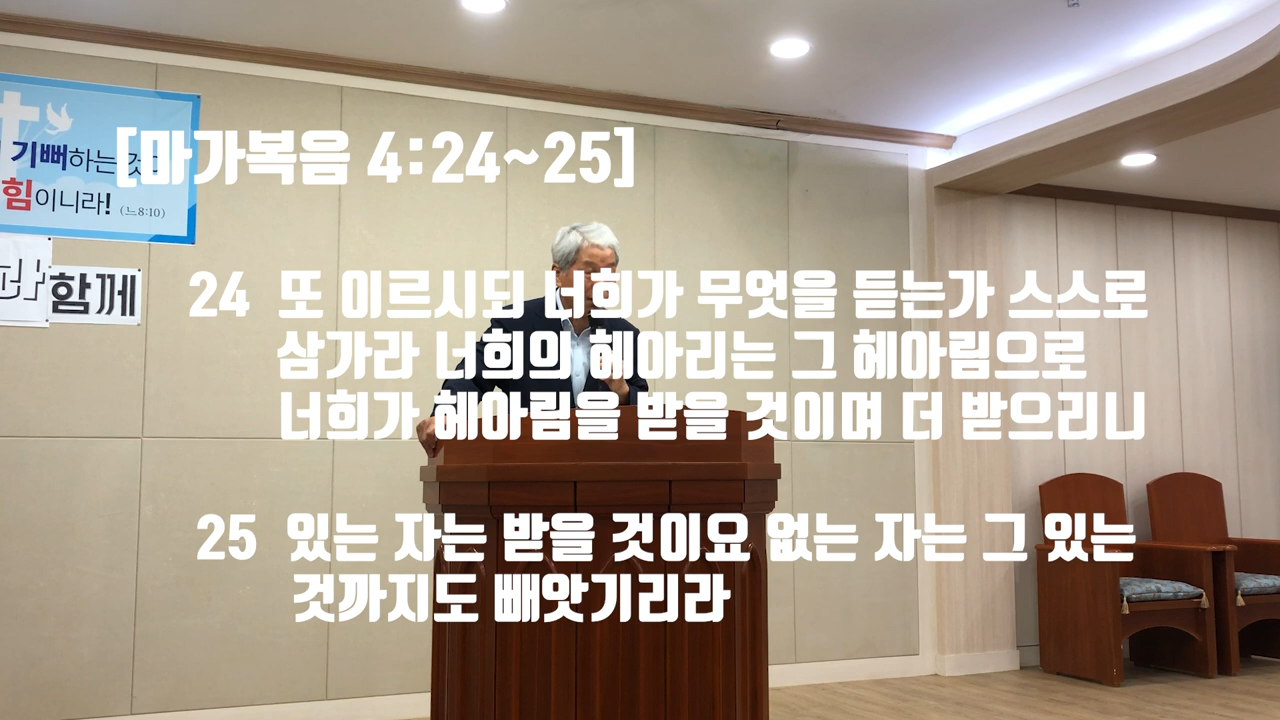 기뻐하는 것
힘이니라! (느8:10)
함께
[마가복음 4:24~25]
24 또 이르시되 너희가 무엇을 듣는가 스스로
삼가라 너희의 헤아리는 그 헤아림으로
너희가 헤아림을 받을 것이며 더 받으리니
25 있는 자는 받을 것이요 없는 자는 그 있는
것까지도 빼앗기리라